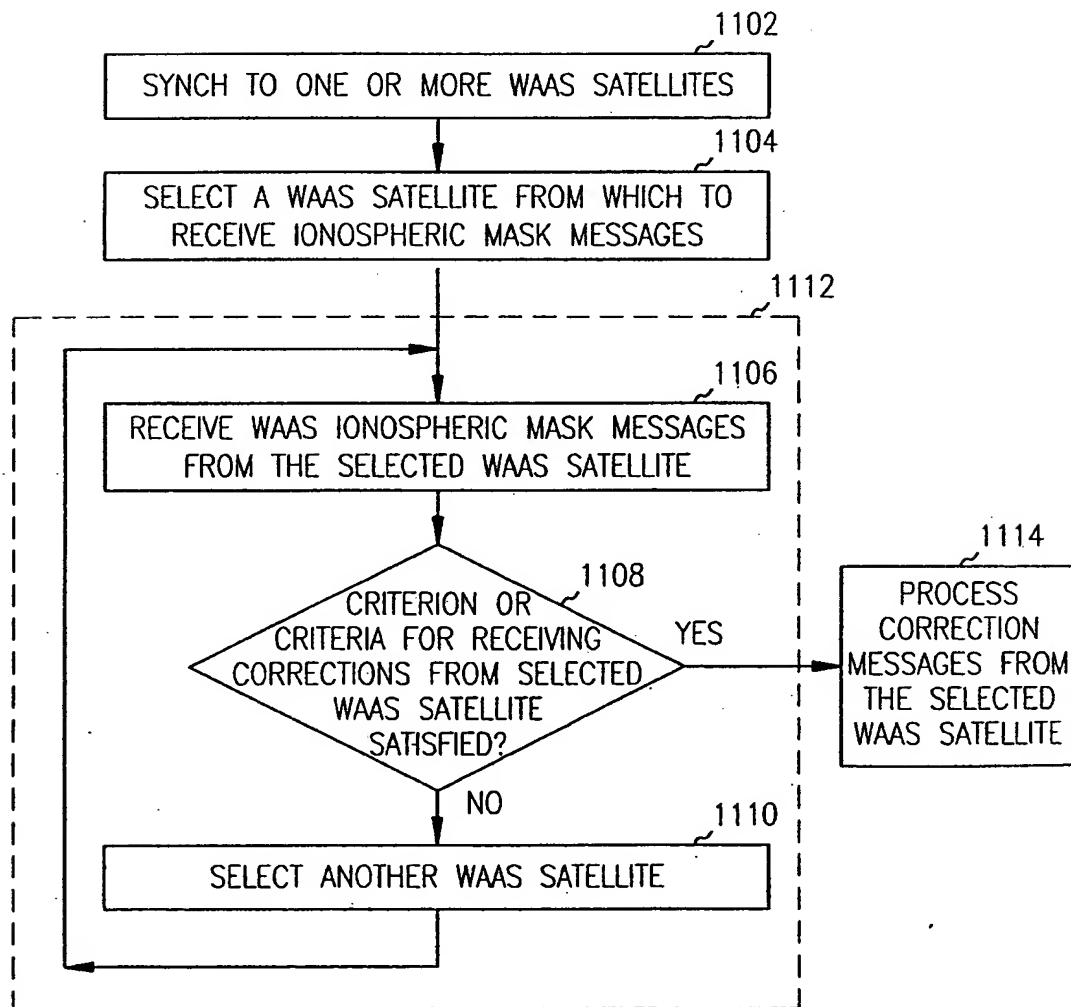 1102
SYNCH TO ONE OR MORE WAAS SATELLITES
1104
SELECT A WAAS SATELLITE FROM WHICH TO
RECEIVE IONOSPHERIC MASK MESSAGES
1112
1106
RECEIVE WAAS IONOSPHERIC MASK MESSAGES
FROM THE SELECTED WAAS SATELLITE
1108
CRITERION OR
CRITERIA FOR RECEIVING
CORRECTIONS FROM SELECTED
WAAS SATELLITE
SATISFIED?
YES
1114
PROCESS
CORRECTION
MESSAGES FROM
THE SELECTED
WAAS SATELLITE
NO
1110
SELECT ANOTHER WAAS SATELLITE